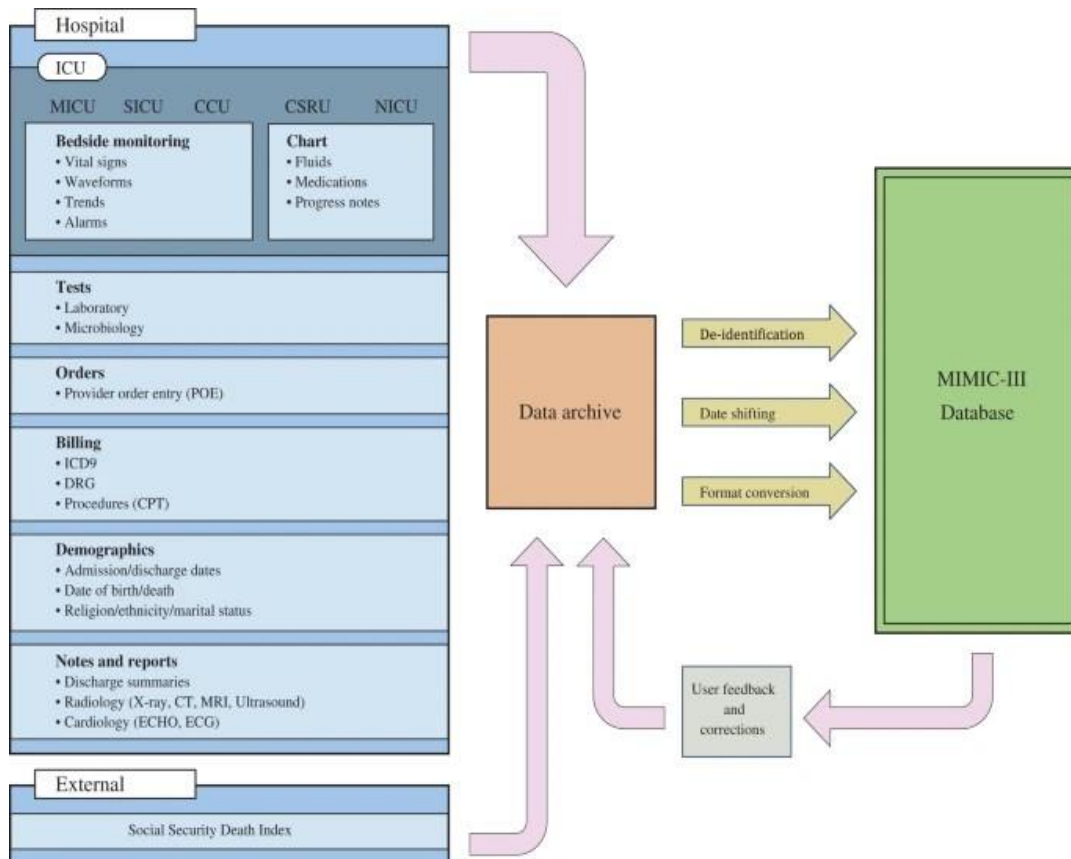 Hospital
ICU
MICU SICU CCU CSRU NICU
Bedside monitoring
• Vital signs
• Waveforms
• Trends
• Alarms
Chart
• Fluids
• Medications
• Progress notes
Tests
• Laboratory
• Microbiology
Orders
• Provider order entry (POE)
Billing
• ICD9
• DRG
• Procedures (CPT)
Demographics
• Admission/discharge dates
• Date of birth/death
• Religion/ethnicity/marital status
Notes and reports
• Discharge summaries
• Radiology (X-ray, CT, MRI, Ultrasound)
• Cardiology (ECHO, ECG)
External
Social Security Death Index
Data archive
De-identification
Date shifting
Format conversion
MIMIC-III
Database
User feedback
and
corrections